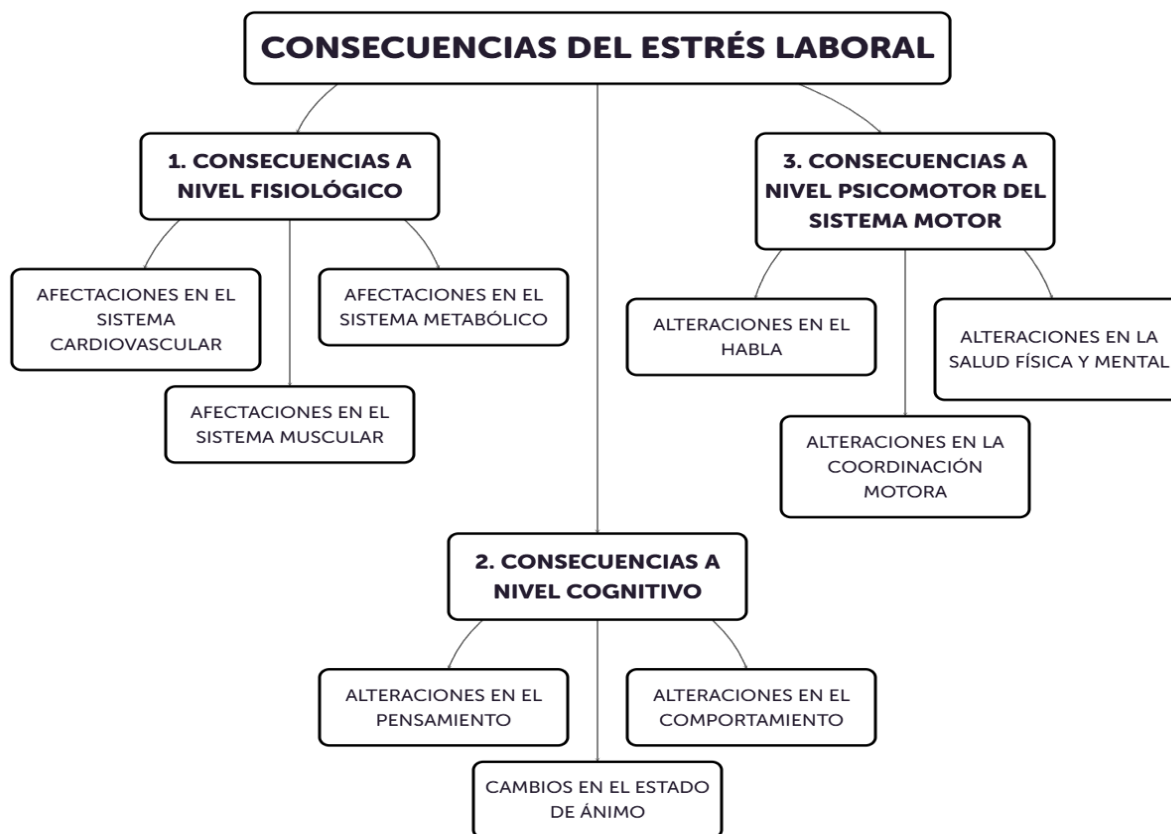 CONSECUENCIAS DEL ESTRÉS LABORAL
1. CONSECUENCIAS A
NIVEL FISIOLÓGICO
AFECTACIONES EN EL
SISTEMA
CARDIOVASCULAR
AFECTACIONES EN EL
SISTEMA MUSCULAR
AFECTACIONES EN EL
SISTEMA METABÓLICO
2. CONSECUENCIAS A
NIVEL COGNITIVO
ALTERACIONES EN EL
PENSAMIENTO
CAMBIOS EN EL ESTADO
DE ÁNIMO
ALTERACIONES EN EL
COMPORTAMIENTO
3. CONSECUENCIAS A
NIVEL PSICOMOTOR DEL
SISTEMA MOTOR
ALTERACIONES EN EL
HABLA
ALTERACIONES EN LA
COORDINACIÓN
MOTORA
ALTERACIONES EN LA
SALUD FÍSICA Y MENTAL